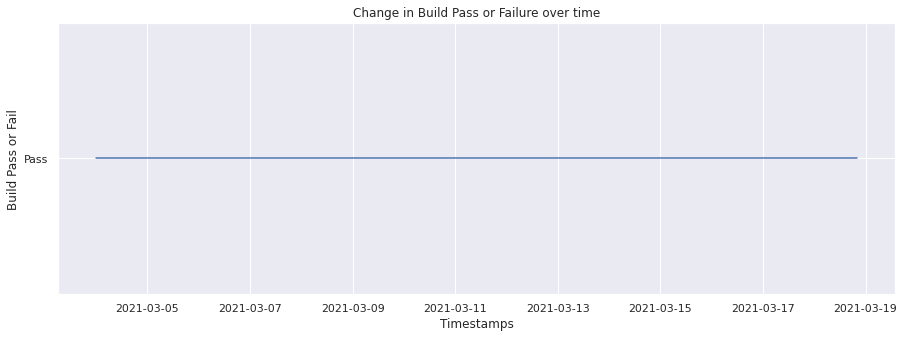 Change in Build Pass or Failure over time
Build Pass or Fail
Pass
2021-03-05 2021-03-07 2021-03-09 2021-03-11 2021-03-13 2021-03-15 2021-03-17 2021-03-19
Timestamps